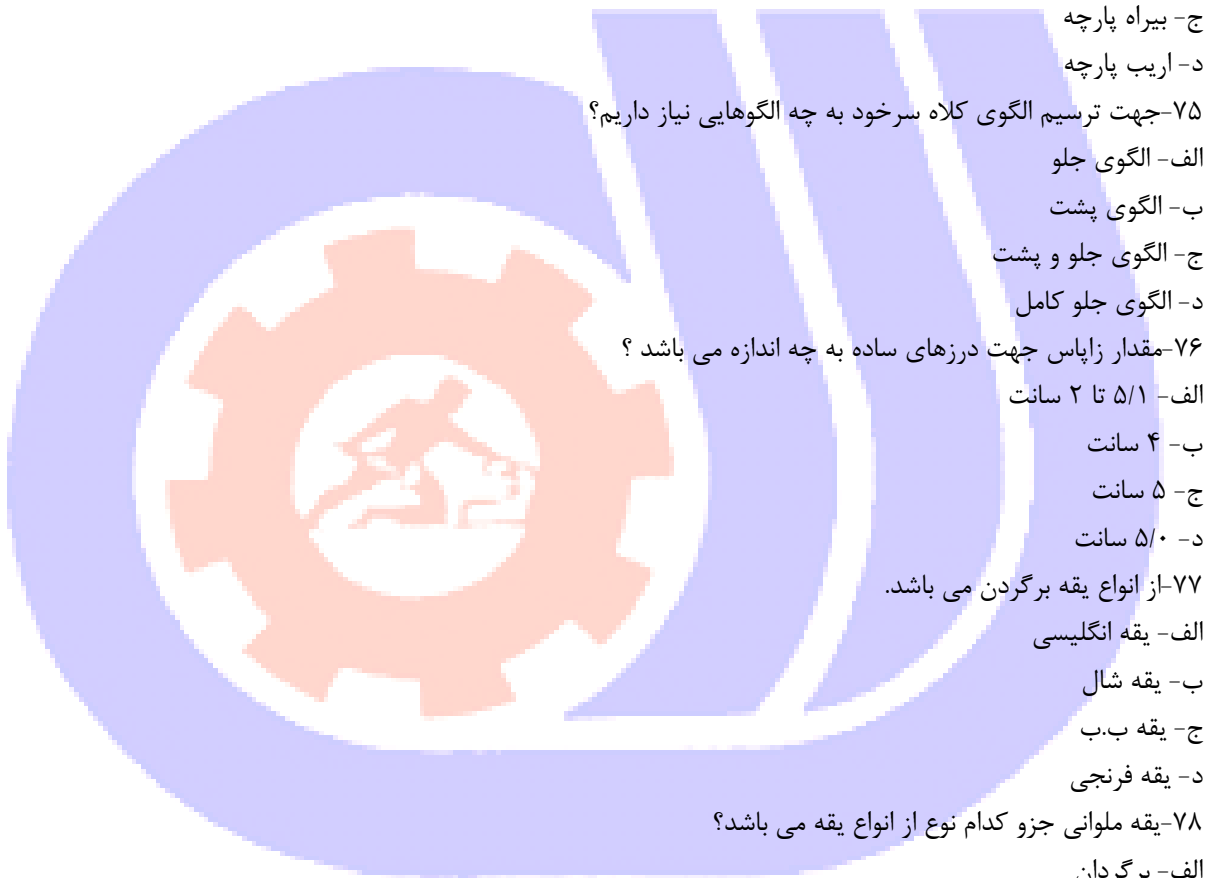 ج- بیراه پارچه
د- اریب پارچه
۷۵-جهت ترسیم الگوی کلاه سرخود به چه الگوهایی نیاز داریم؟
الف- الگوی جلو
ب- الگوی پشت
ج- الگوی جلو و پشت
د- الگوی جلو کامل
۷۶-مقدار زاپاس جهت درزهای ساده به چه اندازه می باشد ؟
الف- ۵/۱ تا ۲ سانت
ب- ۴ سانت
ج- ۵ سانت
د- ۵/۰ سانت
۷۷-از انواع یقه برگردن می باشد.
الف- یقه انگلیسی
ب- یقه شال
ج- یقه ب.ب
د- یقه فرنجی
۷۸-یقه ملوانی جزو کدام نوع از انواع یقه می باشد؟
الف- برگردان